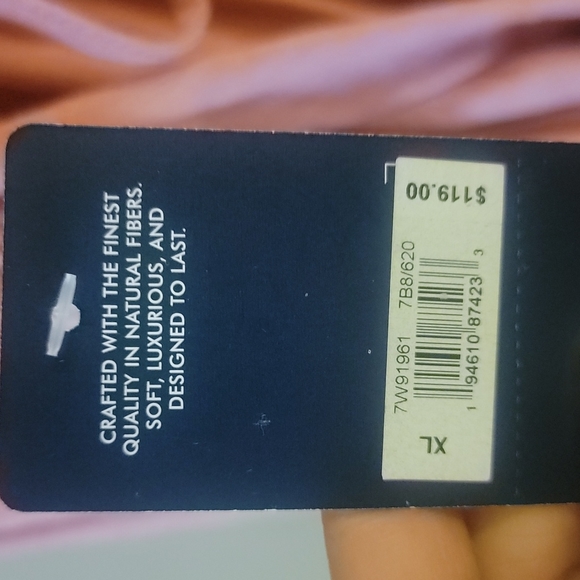 CRAFTED WITH THE FINEST
QUALITY IN NATURAL FIBERS.
SOFT, LUXURIOUS, AND
DESIGNED TO LAST.
$119.00
7W91961 7B8/620
1 94610 87423 3
XL